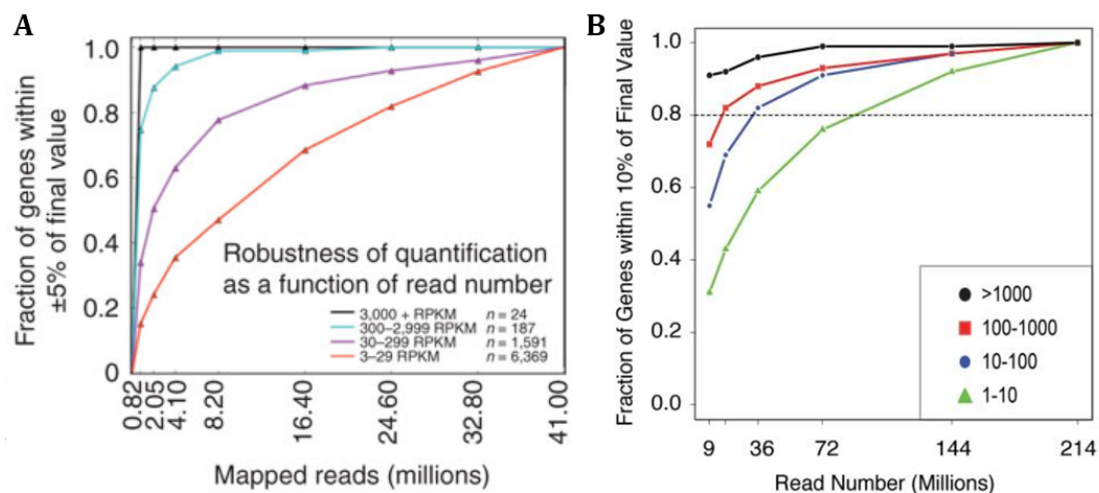 A
Fraction of genes within
±5% of final value
1.0
0.8
0.6
0.4
0.2
0
Robustness of quantification
as a function of read number
3,000 + RPKM n = 24
300–2,999 RPKM n = 187
30–299 RPKM n = 1,591
3–29 RPKM n = 6,369
0.82
2.05
4.10
8.20
16.40
24.60
32.80
41.00
Mapped reads (millions)
B
Fraction of Genes within 10% of Final Value
1.0
0.8
0.6
0.4
0.2
0.0
>1000
100-1000
10-100
1-10
9 36 72 144 214
Read Number (Millions)